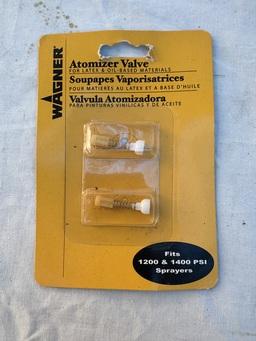 WAGNER
Atomizer Valve
FOR LATEX & OIL-BASED MATERIALS
Soupapes Vaporisatrices
POUR MATIERES AU LATEX ET A BASE D'HUILE
Valvula Atomizadora
PARA PINTURAS VINILICAS Y DE ACEITE
Fits
1200 & 1400 PSI
Sprayers